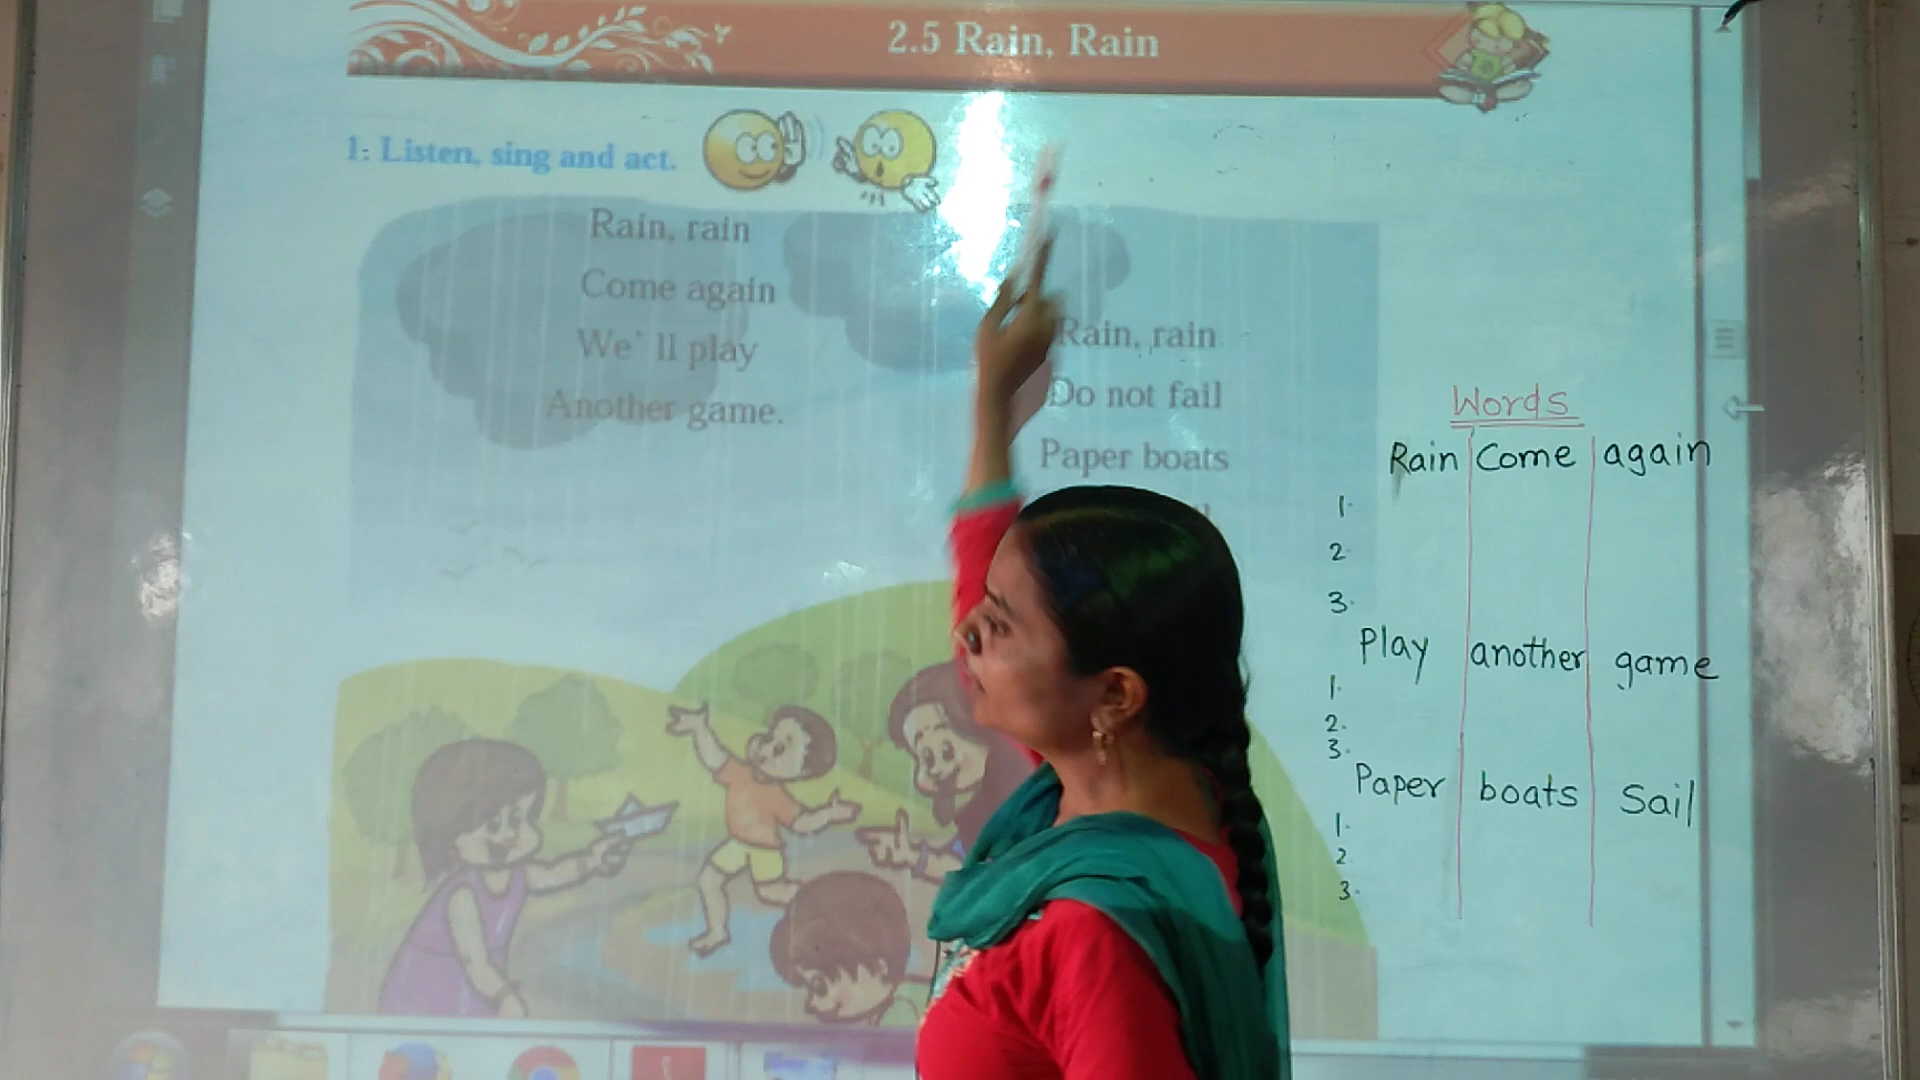 2.5 Rain, Rain
1: Listen, sing and act.
Rain, rain
Come again
We' ll play
Another game.
Rain, rain
Do not fail
Paper boats
Words
Rain Come again
1.
2.
3.
Play another game
1.
2.
3.
Paper boats Sail
1.
2.
3.